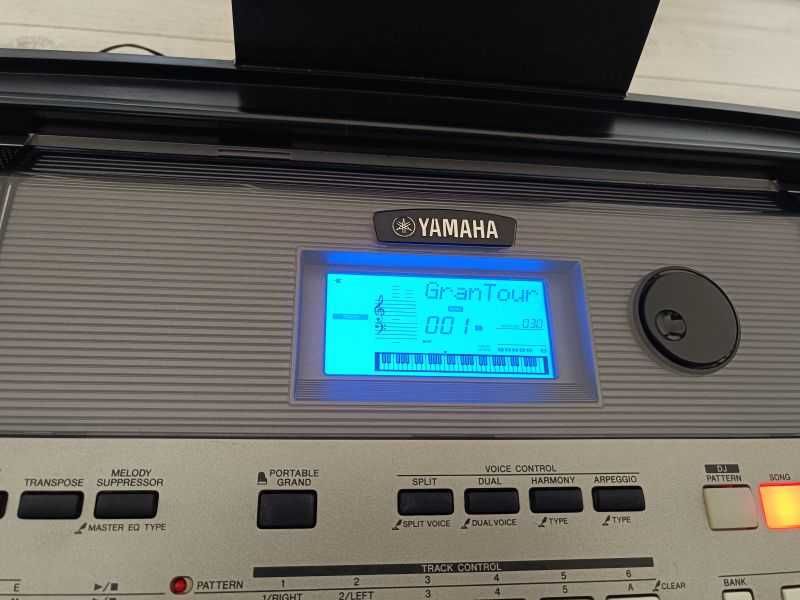 YAMAHA
GranTour
001
030
TRANSPOSE
MELODY
SUPPRESSOR
MASTER EQ TYPE
PORTABLE
GRAND
VOICE CONTROL
SPLIT
DUAL
HARMONY
ARPEGGIO
SPLIT VOICE
DUAL VOICE
TYPE
TYPE
DJ
PATTERN
SONG
TRACK CONTROL
PATTERN
1
2
3
4
5
6
CLEAR
E
1/RIGHT
2/LEFT
3
4
5
A
BANK